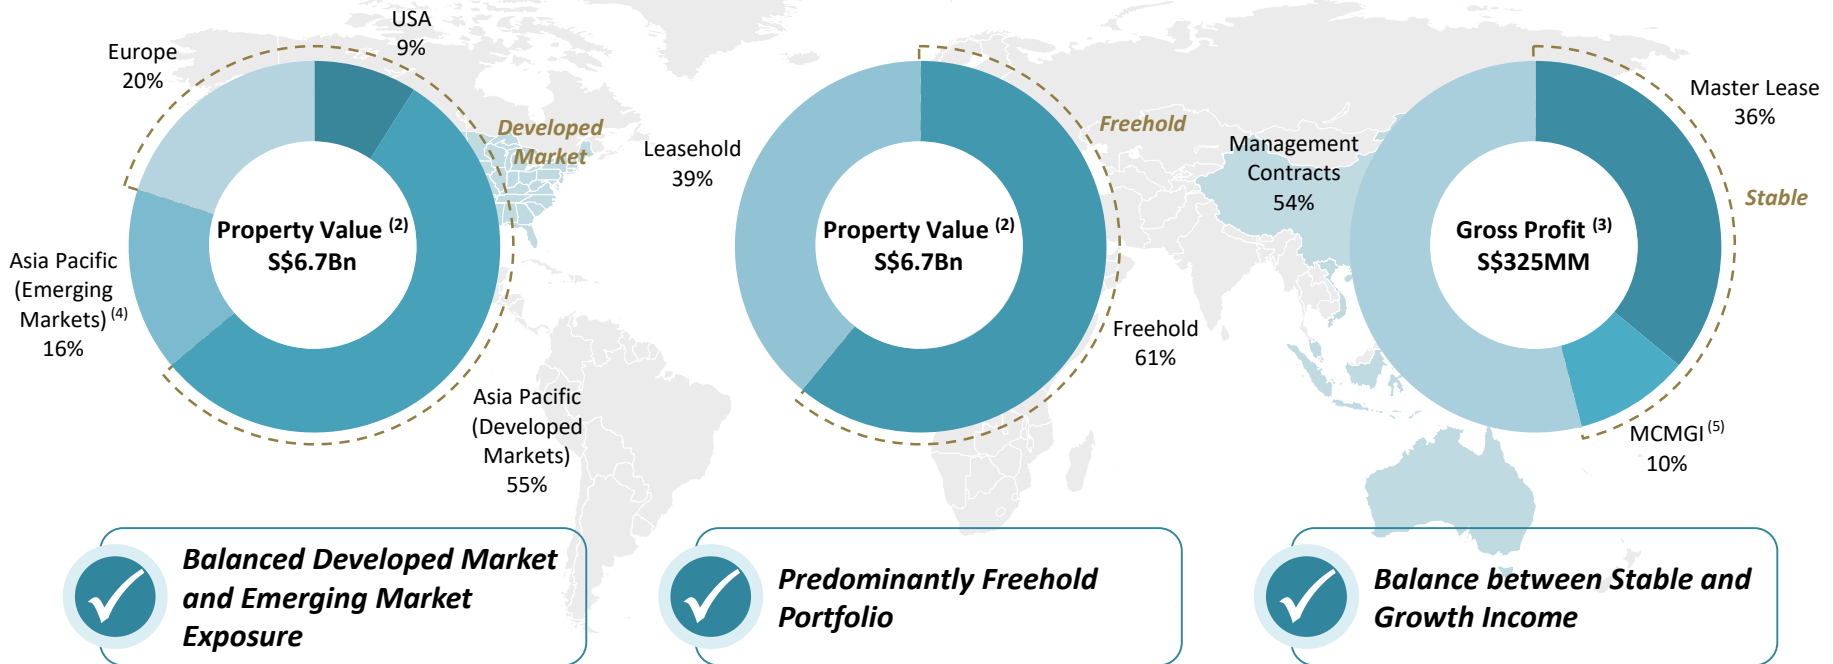 USA
9%
Europe
20%
Developed
Market
Property Value (2)
S$6.7Bn
Asia Pacific
(Emerging
Markets) (4)
16%
Asia Pacific
(Developed
Markets)
55%
Leasehold
39%
Freehold
Property Value (2)
S$6.7Bn
Freehold
61%
Management
Contracts
54%
Master Lease
36%
Stable
Gross Profit (3)
S$325MM
MCMGI (5)
10%
Balanced Developed Market
and Emerging Market
Exposure
Predominantly Freehold
Portfolio
Balance between Stable and
Growth Income